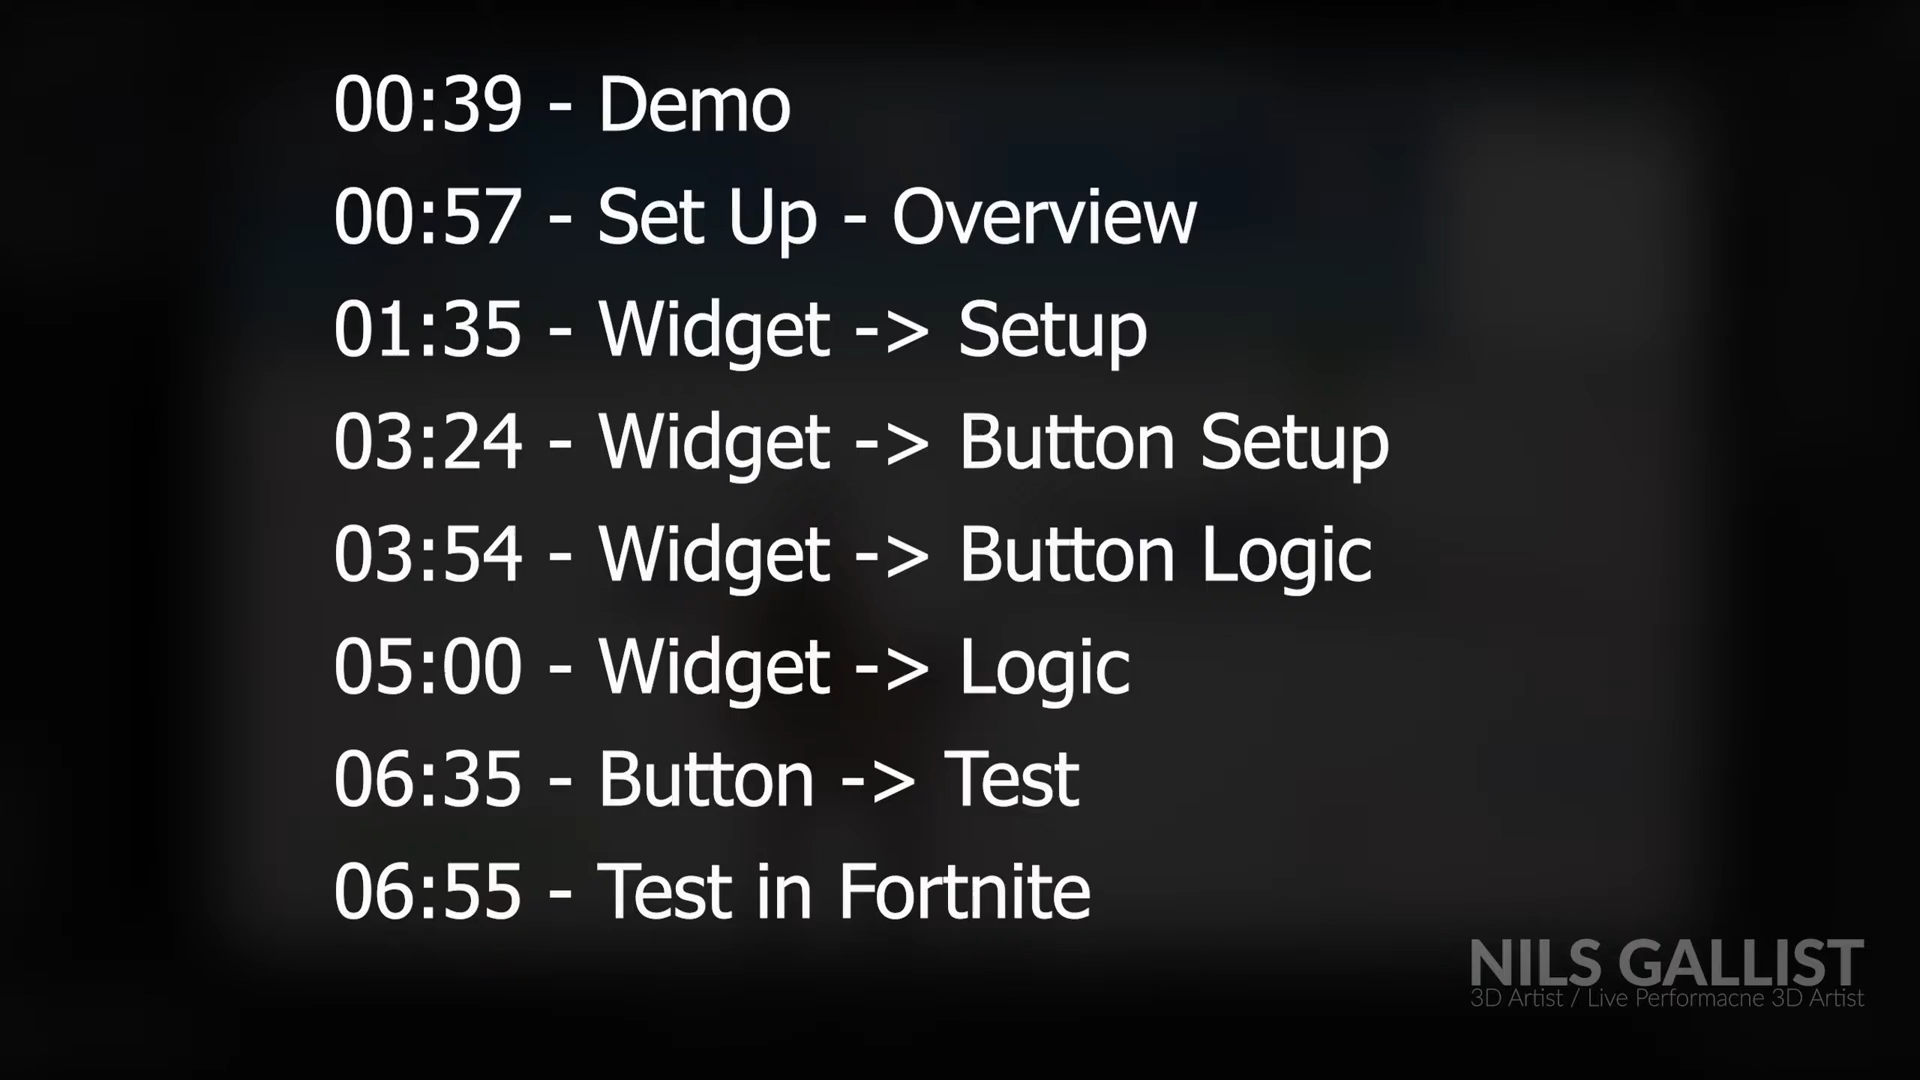 00:39 - Demo
00:57 - Set Up - Overview
01:35 - Widget -> Setup
03:24 - Widget -> Button Setup
03:54 - Widget -> Button Logic
05:00 - Widget -> Logic
06:35 - Button -> Test
06:55 - Test in Fortnite
NILS GALLIST
3D Artist / Live Performacne 3D Artist